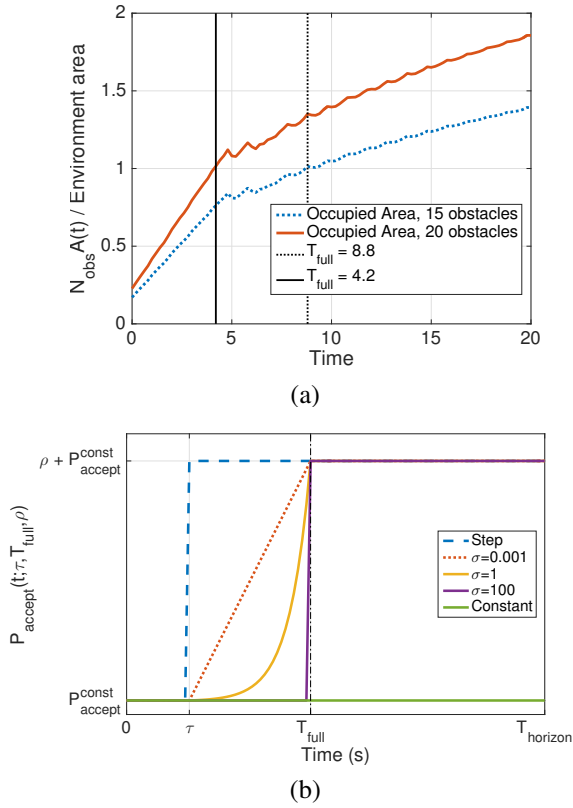 2
1.5
1
0.5
0
N_obs A(t) / Environment area
Occupied Area, 15 obstacles
Occupied Area, 20 obstacles
T_full = 8.8
T_full = 4.2
0 5 10 15 20
Time
(a)
ρ + P_accept^const
P_accept^const
P_accept(t;τ,T_full,ρ)
Step
σ=0.001
σ=1
σ=100
Constant
0 τ T_full T_horizon
Time (s)
(b)